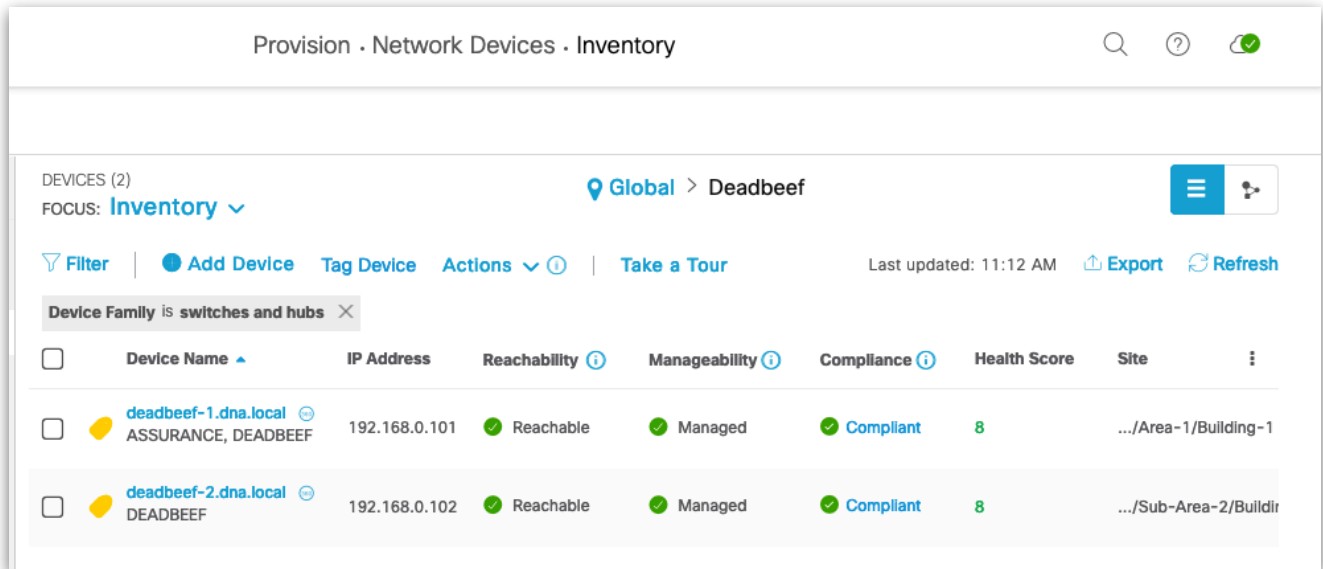 Provision · Network Devices · Inventory
DEVICES (2)
FOCUS: Inventory
Global > Deadbeef
Filter | Add Device Tag Device Actions | Take a Tour Last updated: 11:12 AM Export Refresh
Device Family is switches and hubs
Device Name IP Address Reachability Manageability Compliance Health Score Site
deadbeef-1.dna.local
ASSURANCE, DEADBEEF 192.168.0.101 Reachable Managed Compliant 8 .../Area-1/Building-1
deadbeef-2.dna.local
DEADBEEF 192.168.0.102 Reachable Managed Compliant 8 .../Sub-Area-2/Buildin